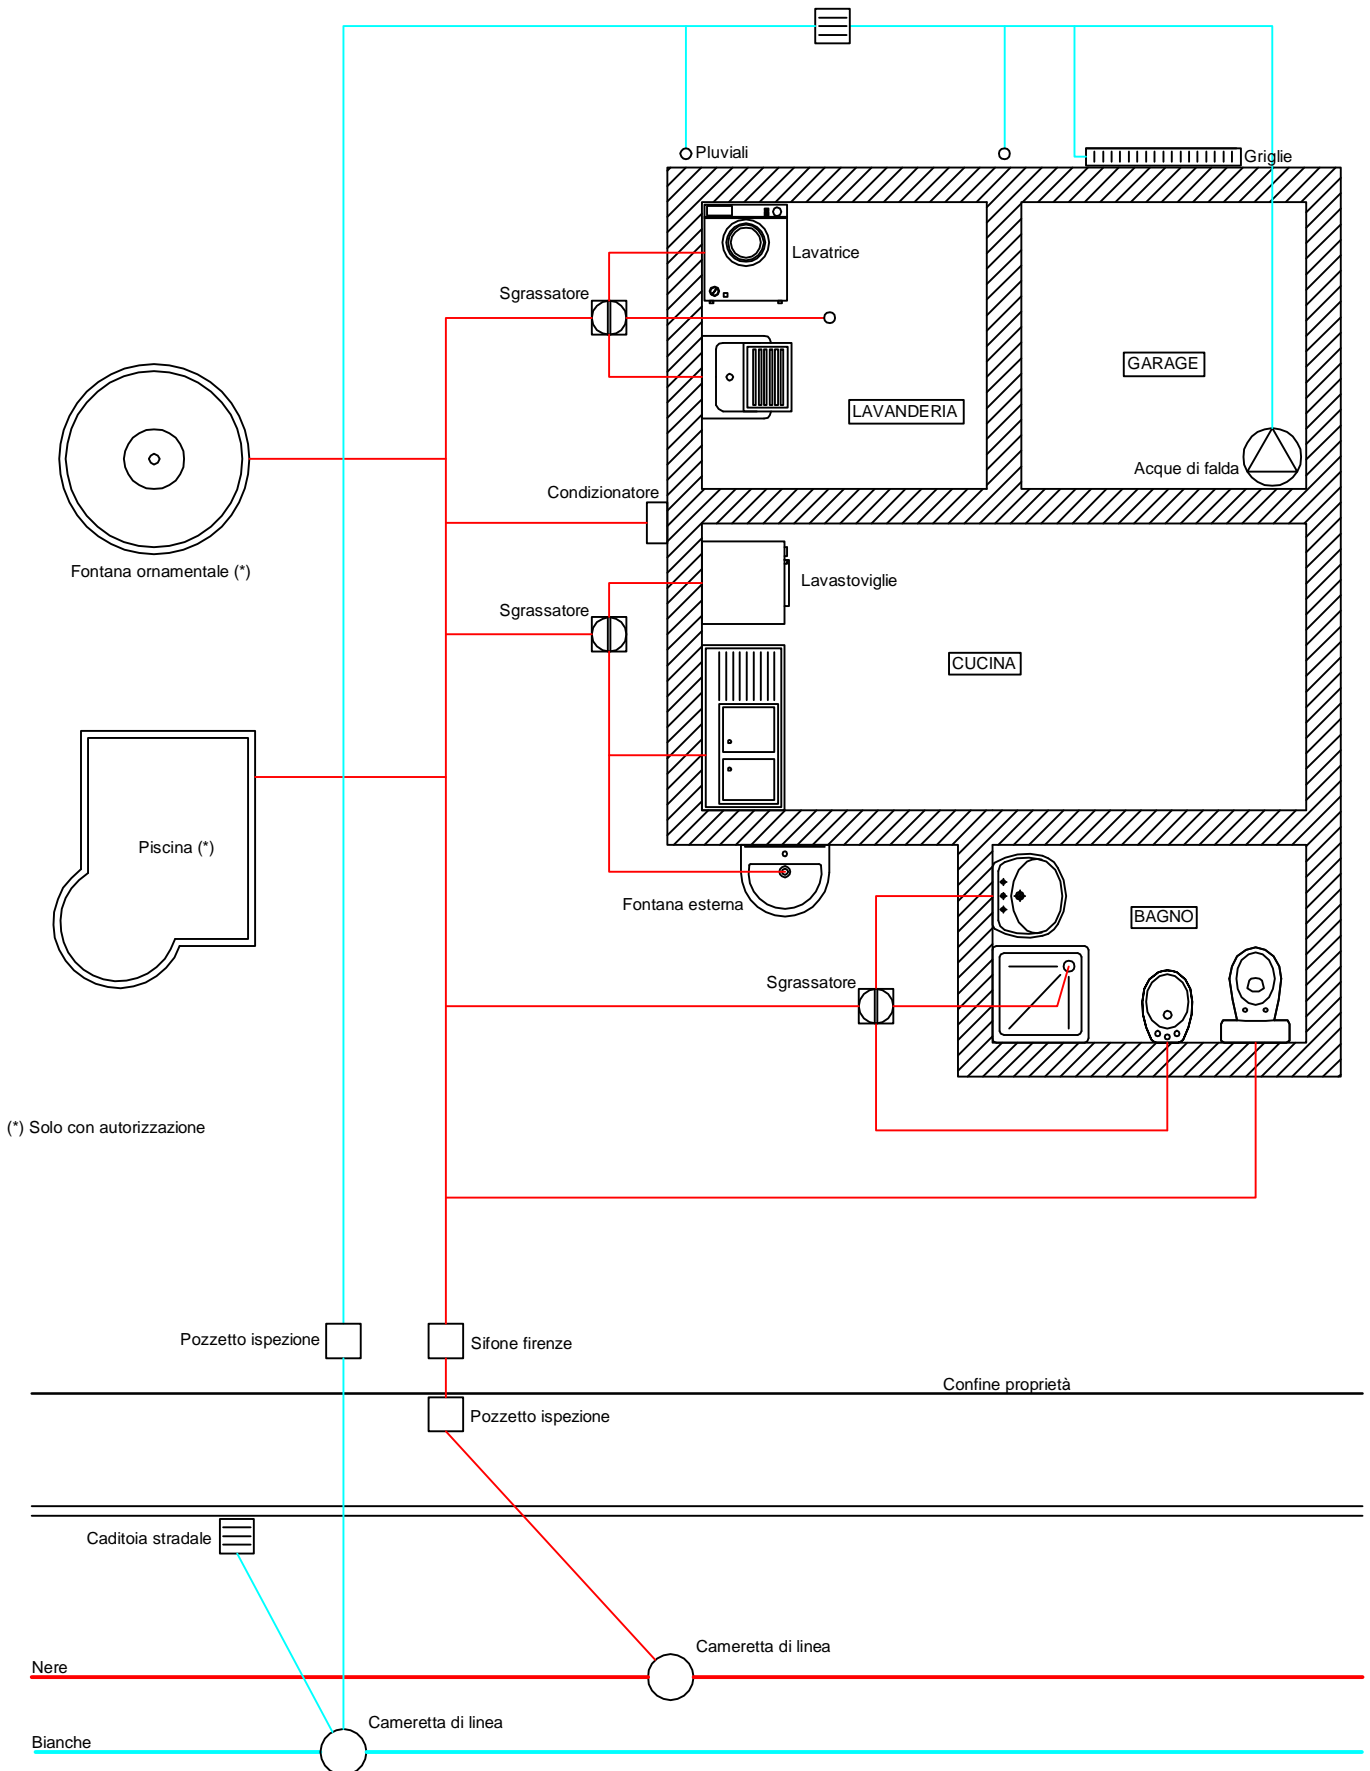 Pluviali
Griglie
Lavatrice
Sgrassatore
GARAGE
LAVANDERIA
Acque di falda
Condizionatore
Fontana ornamentale (*)
Lavastoviglie
Sgrassatore
CUCINA
Piscina (*)
Fontana esterna
BAGNO
Sgrassatore
(*) Solo con autorizzazione
Pozzetto ispezione
Sifone firenze
Confine proprietà
Pozzetto ispezione
Caditoia stradale
Cameretta di linea
Nere
Cameretta di linea
Bianche